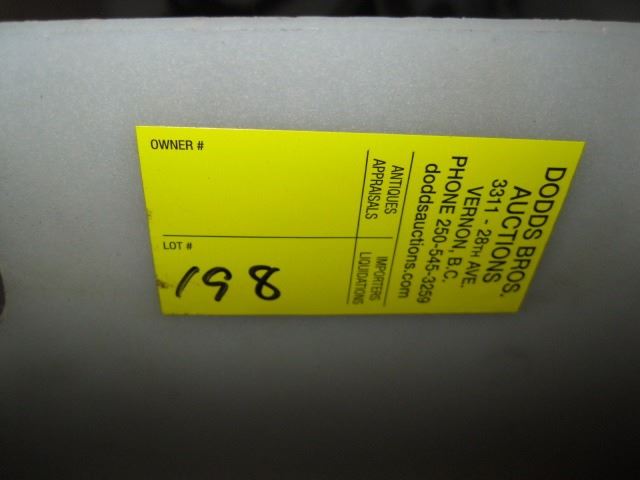 DODDS BROS.
AUCTIONS
3311 - 28TH AVE.
VERNON, B.C.
PHONE 250-545-3259
doddsauctions.com
ANTIQUES IMPORTERS
APPRAISALS LIQUIDATIONS
OWNER #
LOT #
198